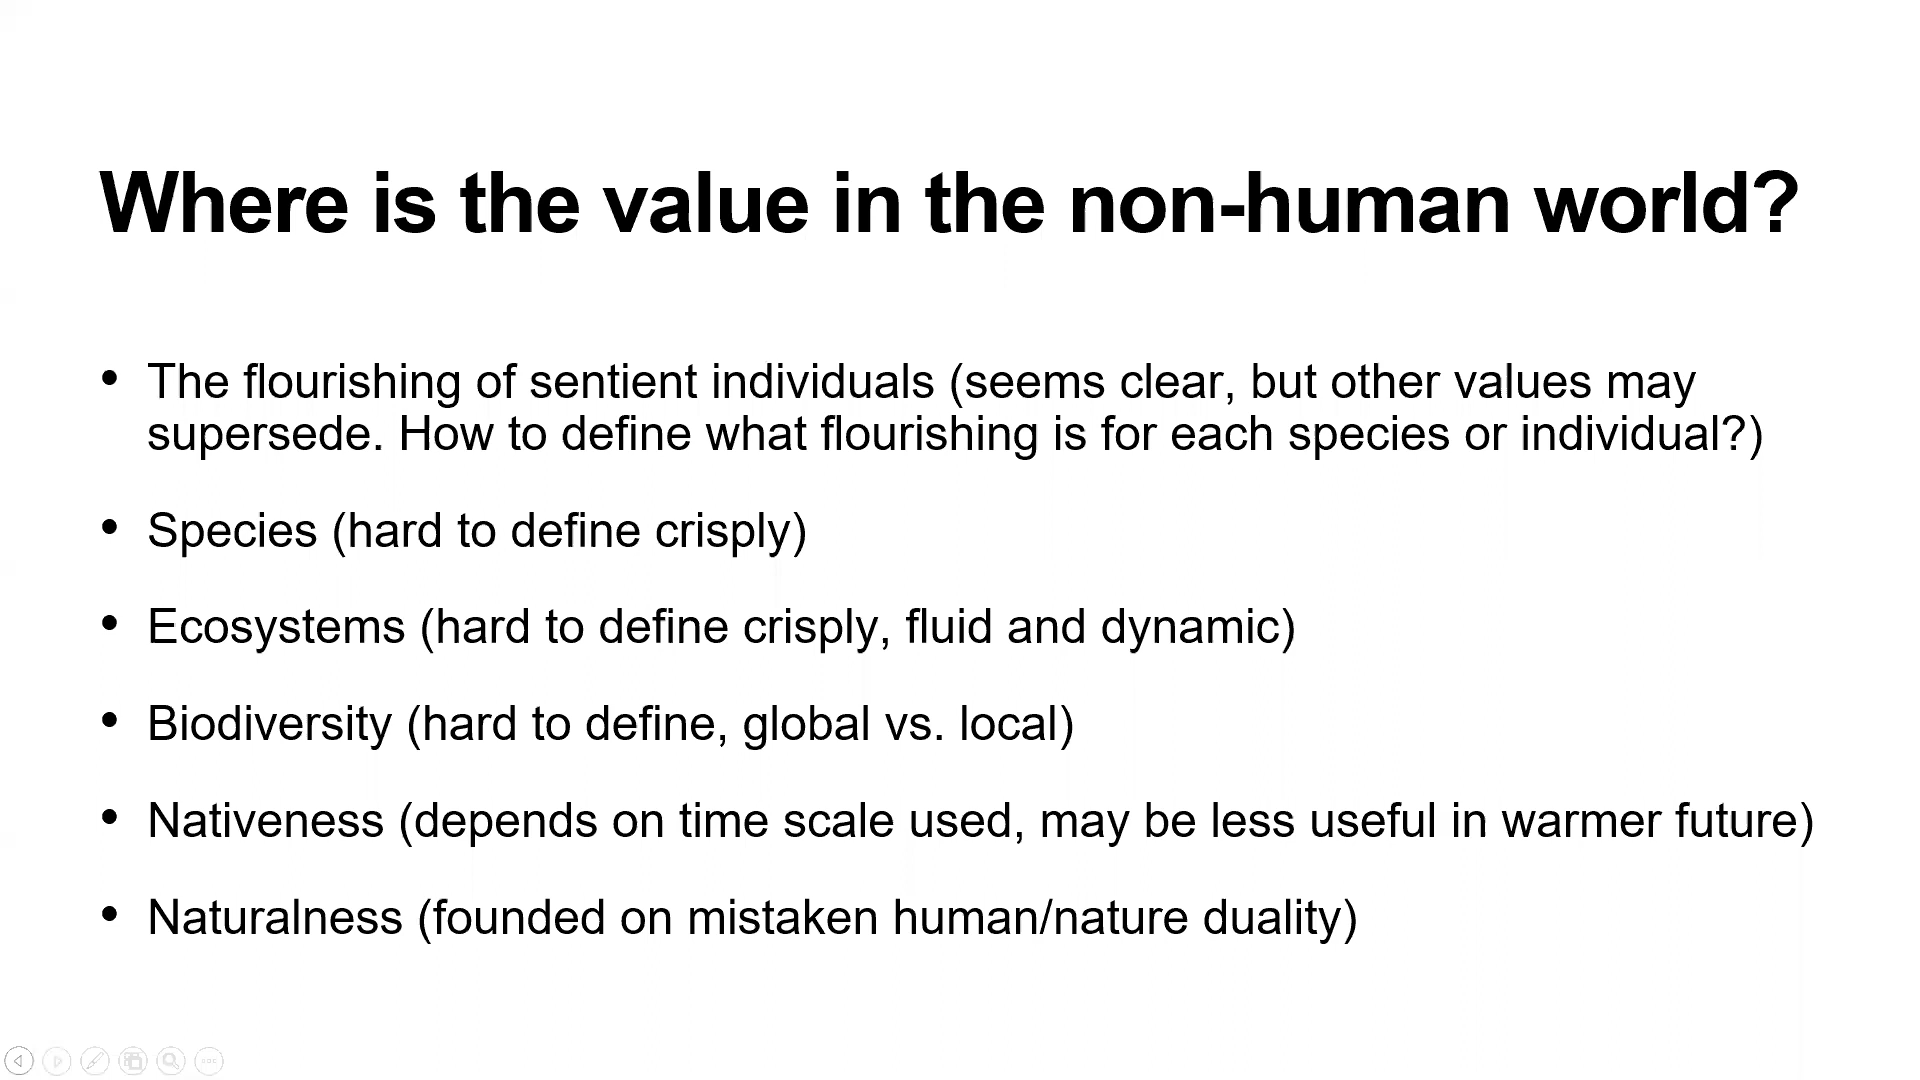 Where is the value in the non-human world?
• The flourishing of sentient individuals (seems clear, but other values may
supersede. How to define what flourishing is for each species or individual?)
• Species (hard to define crisply)
• Ecosystems (hard to define crisply, fluid and dynamic)
• Biodiversity (hard to define, global vs. local)
• Nativeness (depends on time scale used, may be less useful in warmer future)
• Naturalness (founded on mistaken human/nature duality)